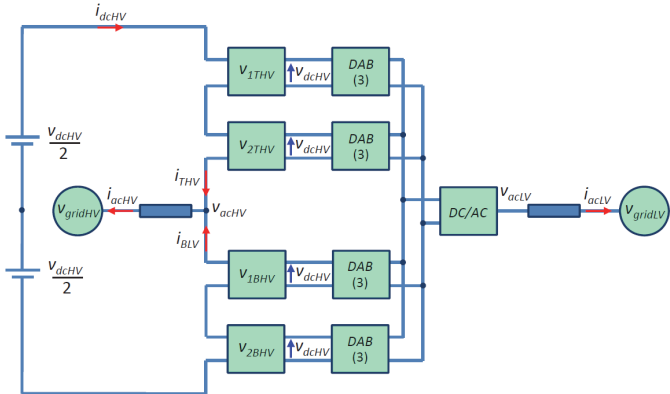 i_dcHV
v_1THV
v_dcHV
DAB
(3)
v_dcHV
2
v_2THV
v_dcHV
DAB
(3)
i_THV
i_acHV
v_gridHV
v_acHV
i_BLV
DC/AC
v_acLV
i_acLV
v_gridLV
v_dcHV
2
v_1BHV
v_dcHV
DAB
(3)
v_2BHV
v_dcHV
DAB
(3)